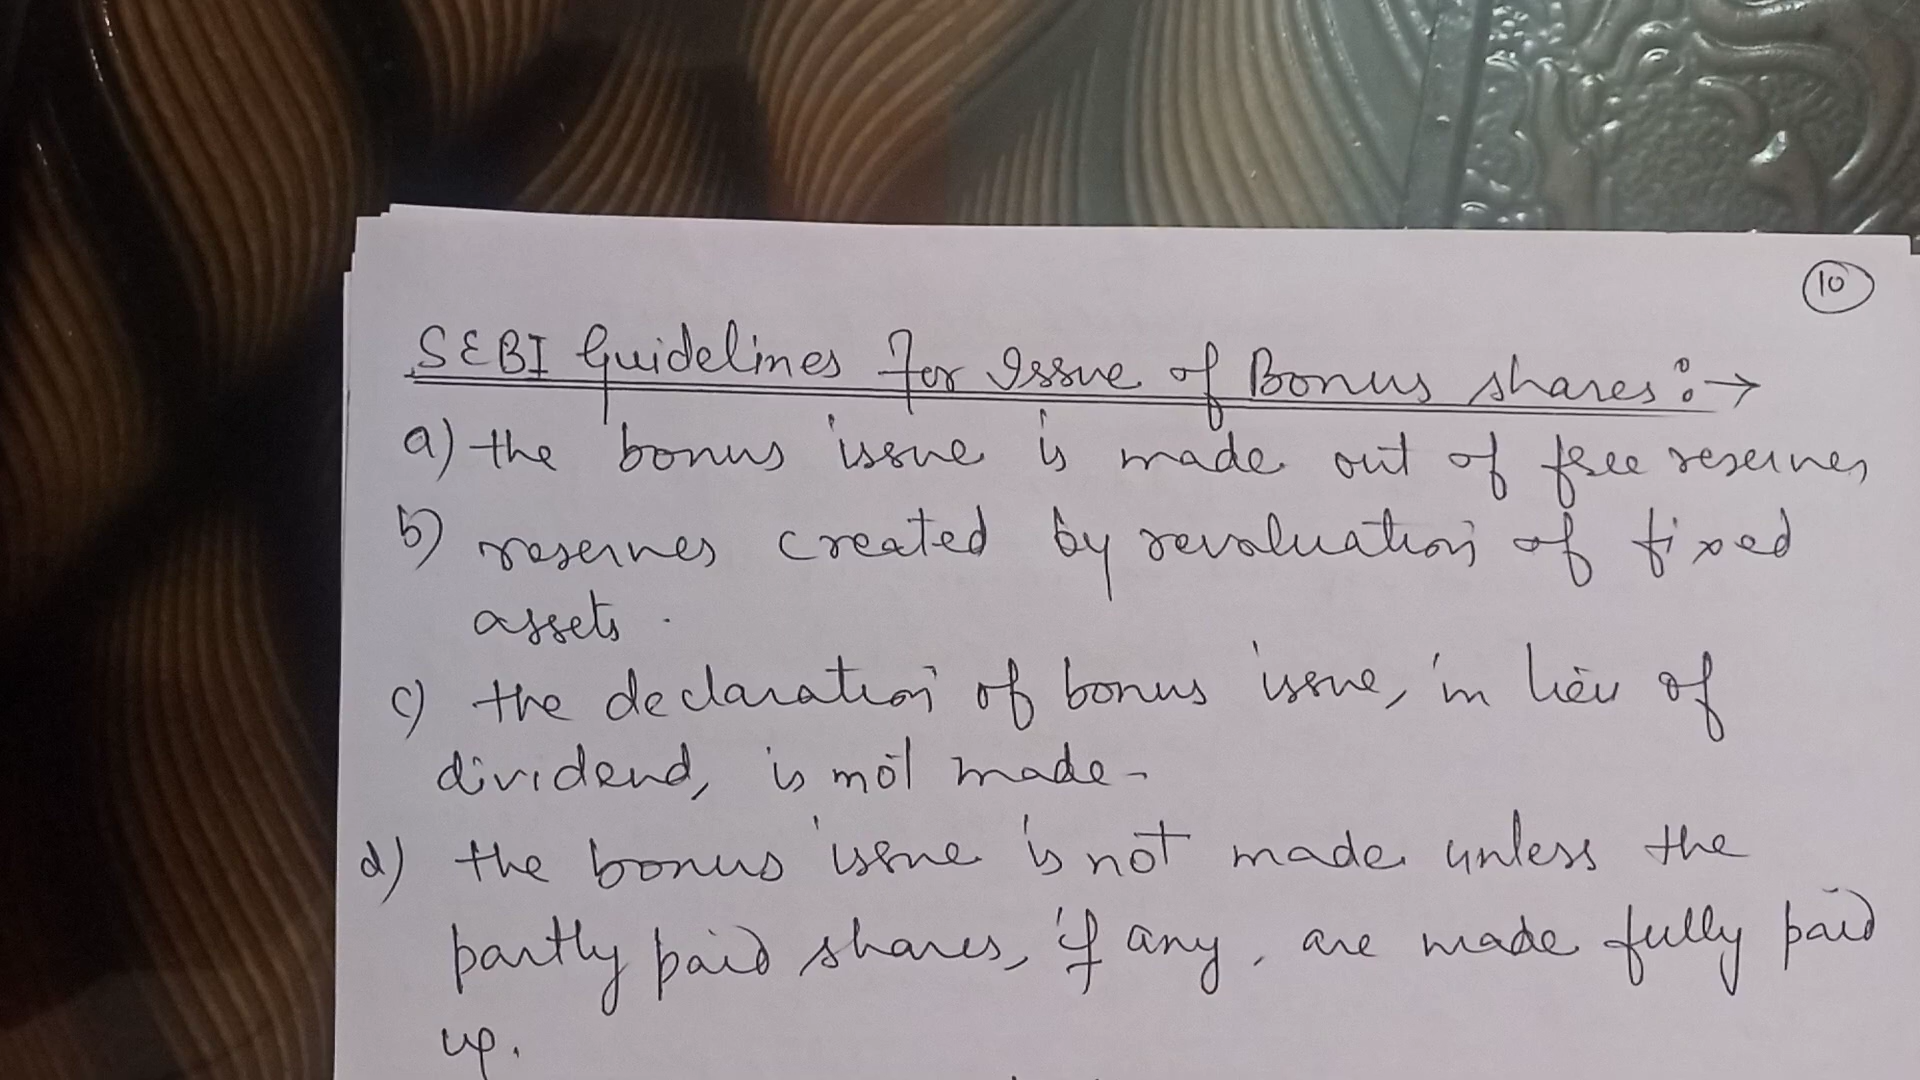 10
SEBI Guidelines For Issue of Bonus shares :→
a) the bonus issue is made out of free reserves
b) reserves created by revaluation of fixed
assets.
c) the declaration of bonus issue, in lieu of
dividend, is not made-
d) the bonus issue is not made unless the
partly paid shares, if any, are made fully paid
up.